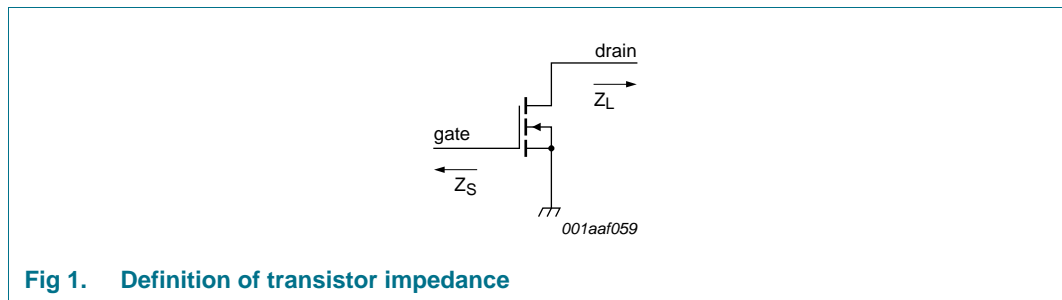 drain
Z_L
gate
Z_S
001aaf059
Fig 1. Definition of transistor impedance